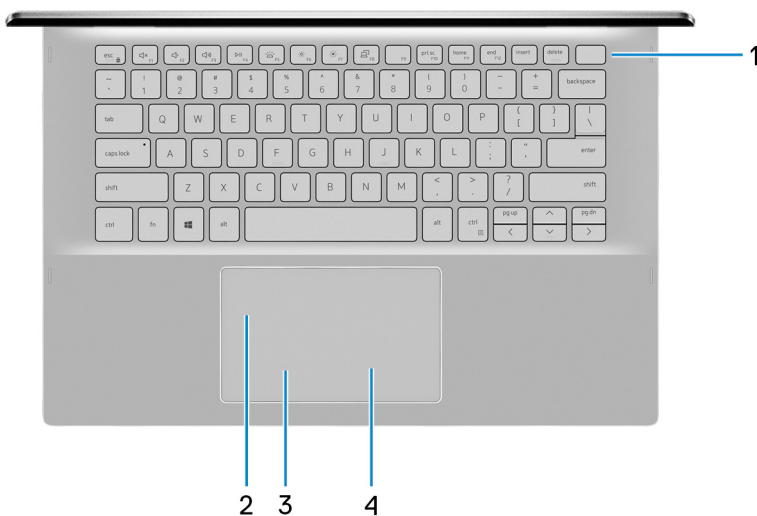 esc F1 F2 F3 F4 F5 F6 F7 F8 F9 prt sc F10 home F11 end F12 insert delete
1
~ ` ! 1 @ 2 # 3 $ 4 % 5 ^ 6 & 7 * 8 ( 9 ) 0 _ - + = backspace
tab Q W E R T Y U I O P { [ } ] | \
caps lock A S D F G H J K L : ; " ' enter
shift Z X C V B N M < , > . ? / shift
ctrl fn alt alt ctrl pg up pg dn
2 3 4